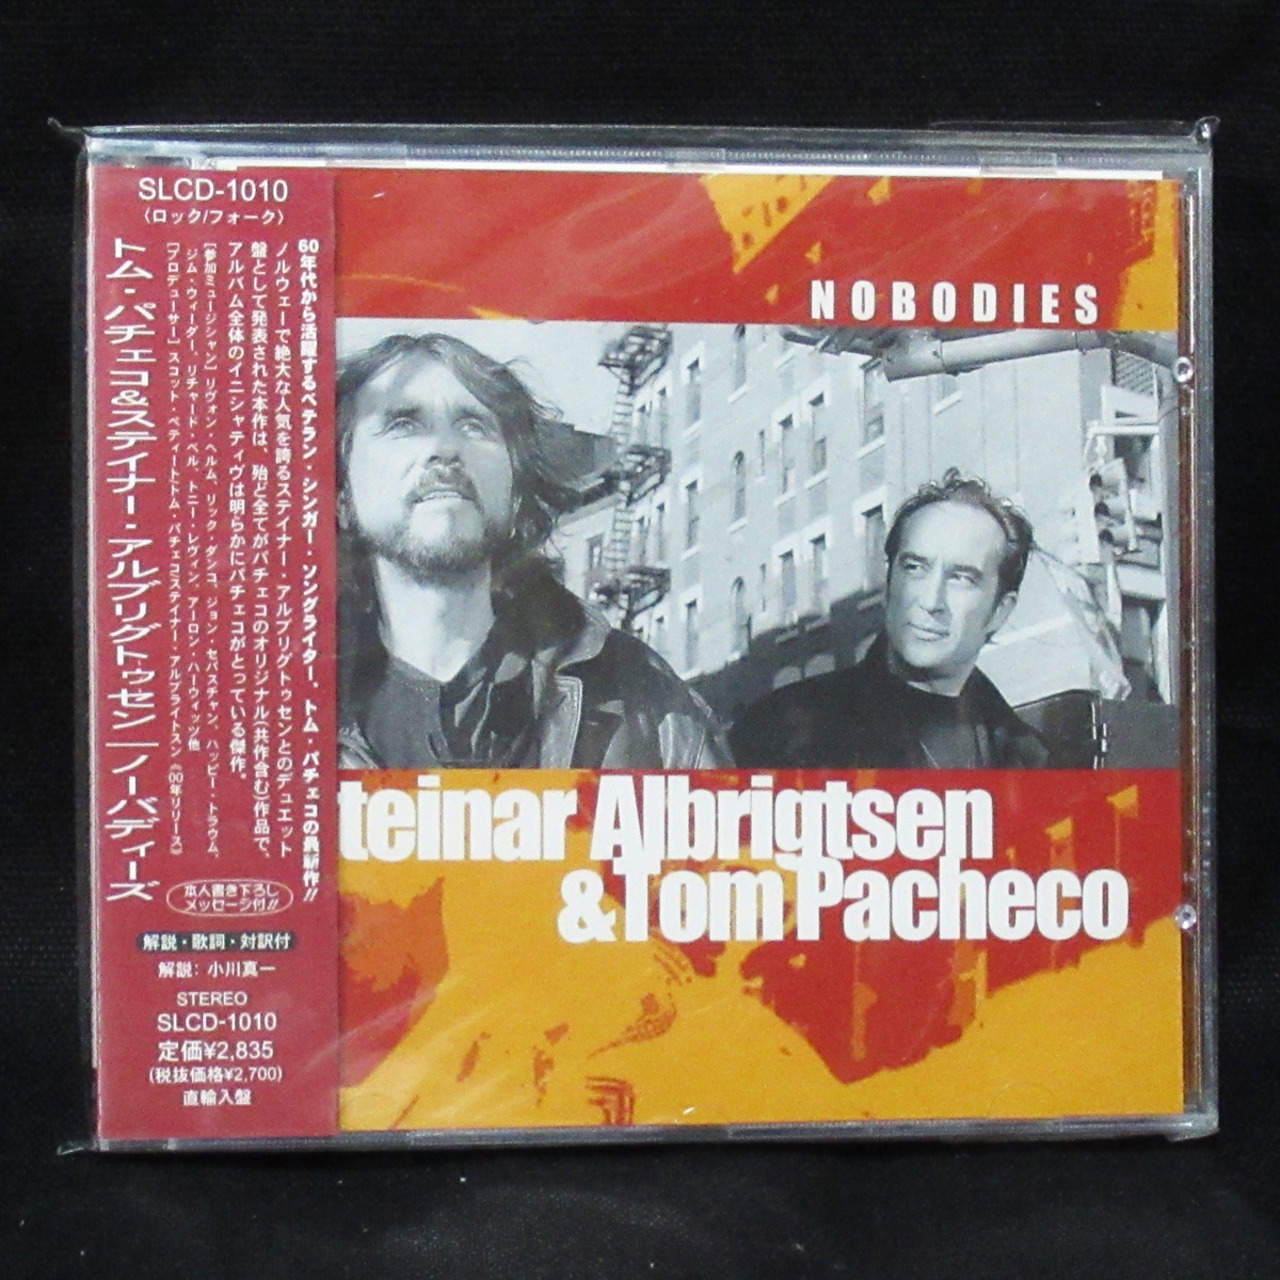 SLCD-1010
〈ロック/フォーク〉
60年代から活躍するベテラン・シンガー・ソングライター、トム・パチェコの最新作!!
ノルウェーで絶大な人気を誇るステイナー・アルブリグトゥセンとのデュエット
盤として発表された本作は、殆ど全てがパチェコのオリジナル(共作含む)作品で、
アルバム全体のイニシャティヴは明らかにパチェコがとっている傑作。
[参加ミュージシャン] リヴォン・ヘルム、リック・ダンコ、ジョン・セバスチャン、ハッピー・トラウム、
ジム・ウィーダー、リチャード・ベル、トニー・レヴィン、アーロン・ハーウィッツ他
[プロデューサー] スコット・ペティート、トム・パチェコ、ステイナー・アルブライトスン 《00年リリース》
トム・パチェコ&ステイナー・アルブリグトゥセン/ノーバディーズ
本人書き下ろし
メッセージ付!!
解説・歌詞・対訳付
解説: 小川真一
STEREO
SLCD-1010
定価¥2,835
(税抜価格¥2,700)
直輸入盤
NOBODIES
teinar Albrigtsen
&Tom Pacheco